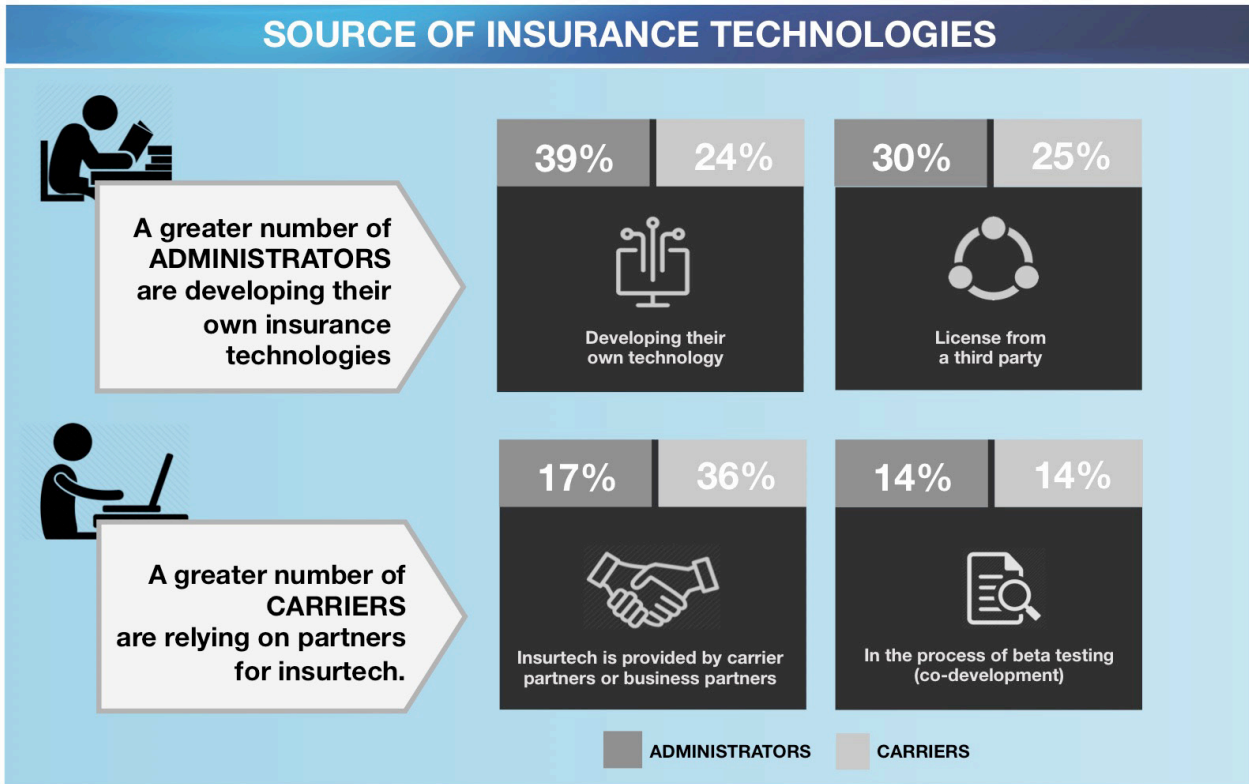 SOURCE OF INSURANCE TECHNOLOGIES
A greater number of
ADMINISTRATORS
are developing their
own insurance
technologies
39%
24%
Developing their
own technology
30%
25%
License from
a third party
A greater number of
CARRIERS
are relying on partners
for insurtech.
17%
36%
Insurtech is provided by carrier
partners or business partners
14%
14%
In the process of beta testing
(co-development)
ADMINISTRATORS
CARRIERS